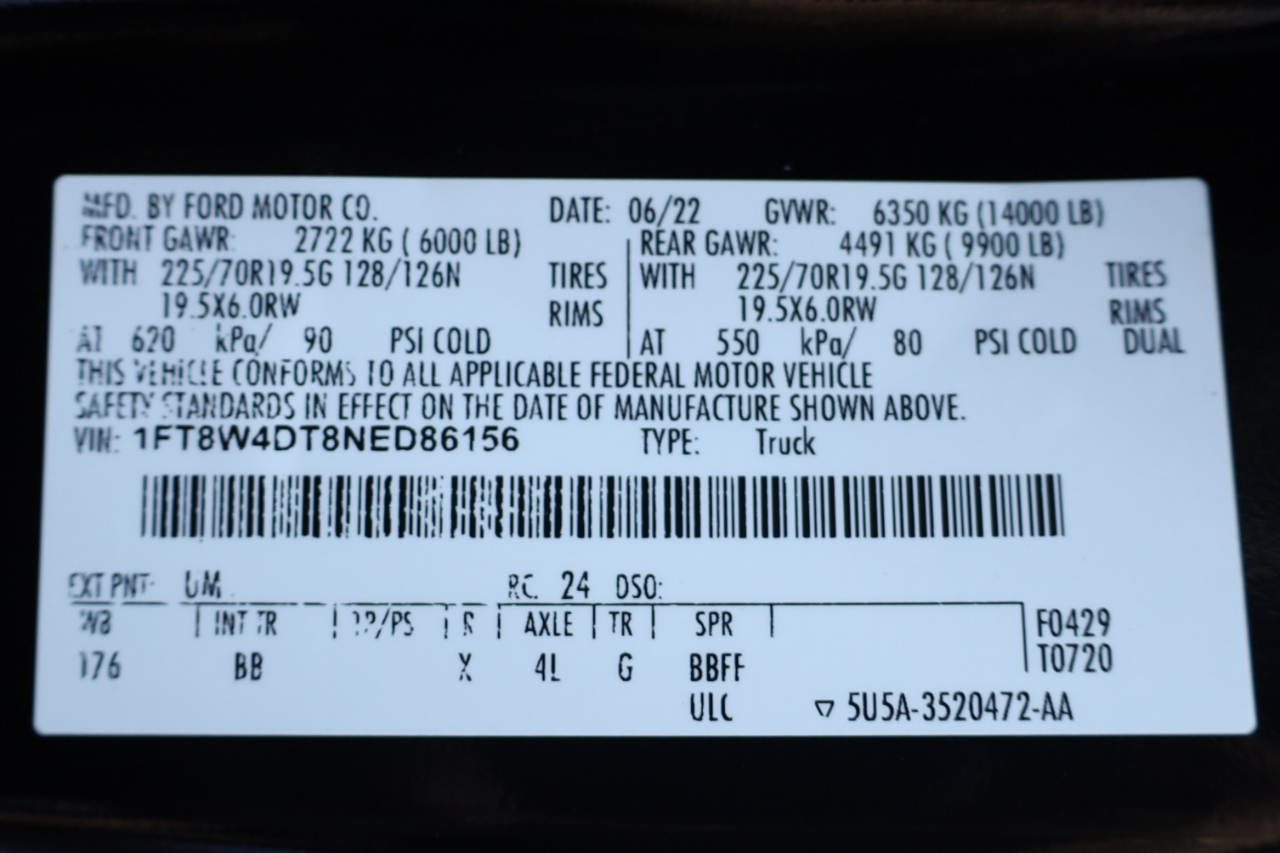 MFD. BY FORD MOTOR CO. DATE: 06/22 GVWR: 6350 KG (14000 LB)
FRONT GAWR: 2722 KG ( 6000 LB) REAR GAWR: 4491 KG ( 9900 LB)
WITH 225/70R19.5G 128/126N TIRES WITH 225/70R19.5G 128/126N TIRES
19.5X6.0RW RIMS 19.5X6.0RW RIMS
AT 620 kPa/ 90 PSI COLD AT 550 kPa/ 80 PSI COLD DUAL
THIS VEHICLE CONFORMS TO ALL APPLICABLE FEDERAL MOTOR VEHICLE
SAFETY STANDARDS IN EFFECT ON THE DATE OF MANUFACTURE SHOWN ABOVE.
VIN: 1FT8W4DT8NED86156 TYPE: Truck
EXT PNT: UM RC: 24 DSO:
WB INT TR TP/PS R AXLE TR SPR F0429
176 BB X 4L G BBFF T0720
ULC ▽ 5U5A-3520472-AA